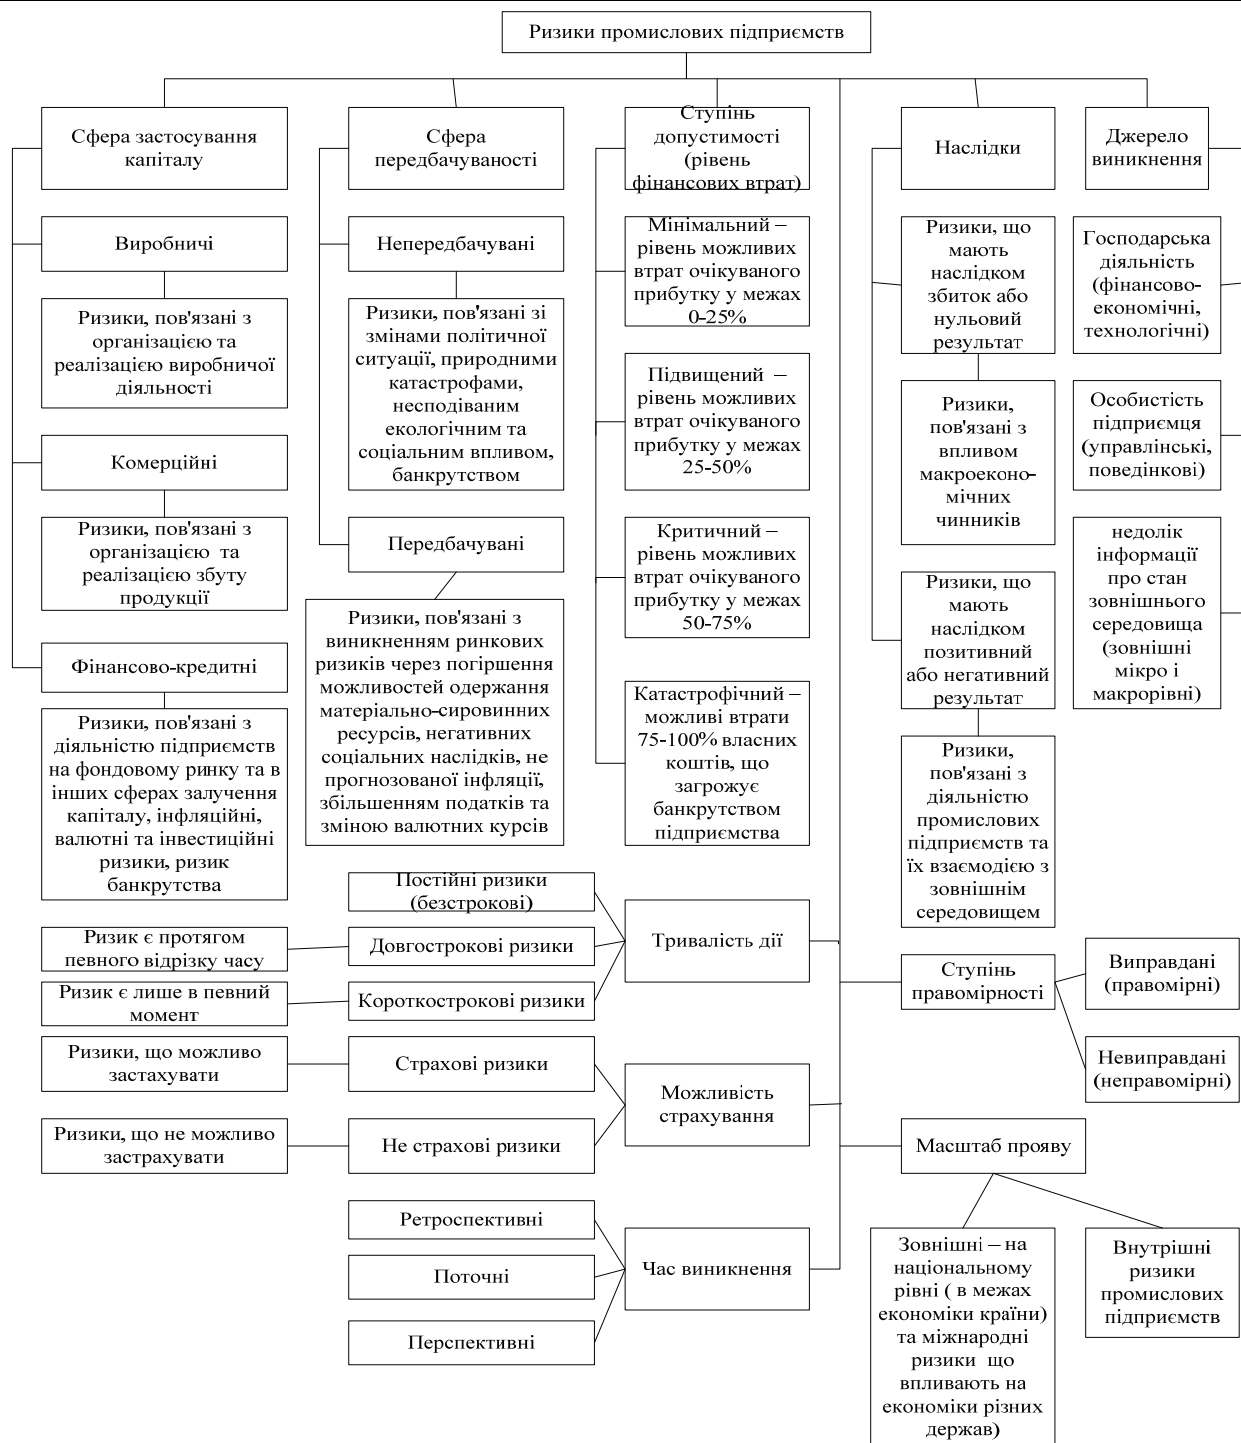 Ризики промислових підприємств
Сфера застосування
капіталу
Сфера
передбачуваності
Ступінь
допустимості
(рівень
фінансових втрат)
Наслідки
Джерело
виникнення
Виробничі
Ризики, пов'язані з
організацією та
реалізацією виробничої
діяльності
Комерційні
Ризики, пов'язані з
організацією та
реалізацією збуту
продукції
Фінансово-кредитні
Ризики, пов'язані з
діяльністю підприємств
на фондовому ринку та в
інших сферах залучення
капіталу, інфляційні,
валютні та інвестиційні
ризики, ризик
банкрутства
Непередбачувані
Ризики, пов'язані зі
змінами політичної
ситуації, природними
катастрофами,
несподіваним
екологічним та
соціальним впливом,
банкрутством
Передбачувані
Ризики, пов'язані з
виникненням ринкових
ризиків через погіршення
можливостей одержання
матеріально-сировинних
ресурсів, негативних
соціальних наслідків, не
прогнозованої інфляції,
збільшенням податків та
зміною валютних курсів
Мінімальний –
рівень можливих
втрат очікуваного
прибутку у межах
0-25%
Підвищений –
рівень можливих
втрат очікуваного
прибутку у межах
25-50%
Критичний –
рівень можливих
втрат очікуваного
прибутку у межах
50-75%
Катастрофічний –
можливі втрати
75-100% власних
коштів, що
загрожує
банкрутством
підприємства
Ризики, що
мають
наслідком
збиток або
нульовий
результат
Ризики,
пов'язані з
впливом
макроеконо-
мічних
чинників
Ризики, що
мають
наслідком
позитивний
або негативний
результат
Ризики,
пов'язані з
діяльністю
промислових
підприємств та
їх взаємодією з
зовнішнім
середовищем
Господарська
діяльність
(фінансово-
економічні,
технологічні)
Особистість
підприємця
(управлінські,
поведінкові)
недолік
інформації
про стан
зовнішнього
середовища
(зовнішні
мікро і
макрорівні)
Постійні ризики
(безстрокові)
Тривалість дії
Ризик є протягом
певного відрізку часу
Довгострокові ризики
Ризик є лише в певний
момент
Короткострокові ризики
Ступінь
правомірності
Виправдані
(правомірні)
Невиправдані
(неправомірні)
Ризики, що можливо
застахувати
Страхові ризики
Можливість
страхування
Ризики, що не можливо
застрахувати
Не страхові ризики
Масштаб прояву
Ретроспективні
Поточні
Перспективні
Час виникнення
Зовнішні – на
національному
рівні ( в межах
економіки країни)
та міжнародні
ризики що
впливають на
економіки різних
держав)
Внутрішні
ризики
промислових
підприємств